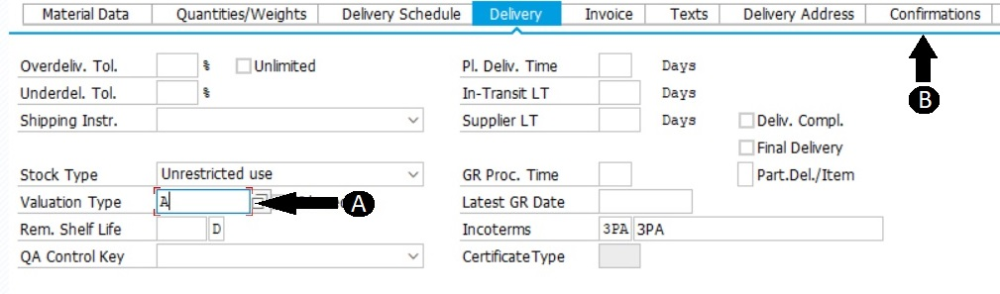 Material Data Quantities/Weights Delivery Schedule Delivery Invoice Texts Delivery Address Confirmations
Overdeliv. Tol. % Unlimited Pl. Deliv. Time Days
B
Underdel. Tol. % In-Transit LT Days
Shipping Instr. Supplier LT Days Deliv. Compl.
Final Delivery
Stock Type Unrestricted use GR Proc. Time Part.Del./Item
Valuation Type A A Latest GR Date
Rem. Shelf Life D Incoterms 3PA 3PA
QA Control Key CertificateType